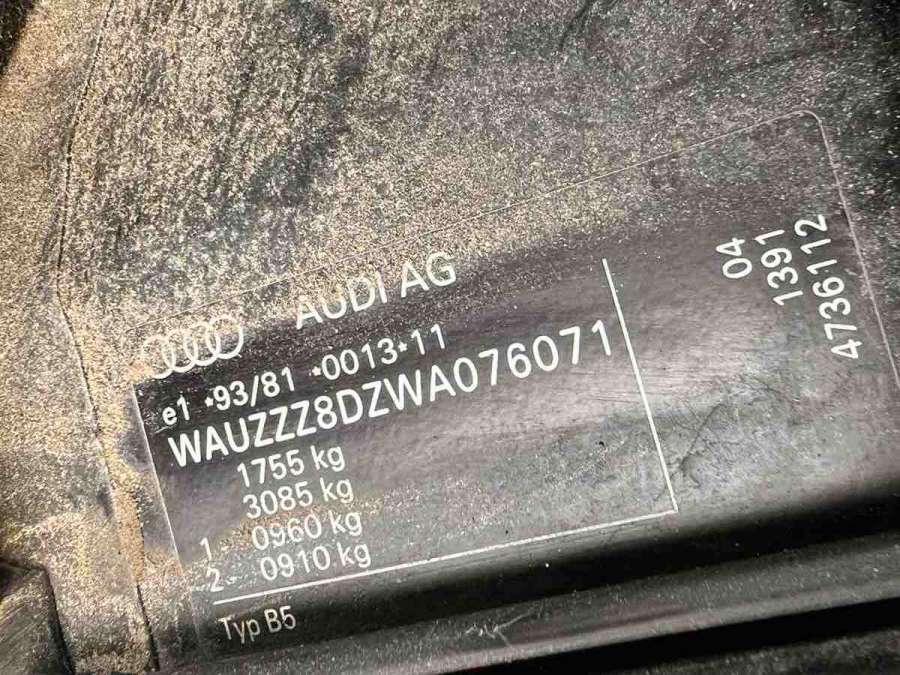 AUDI AG
e1 *93/81 *0013*11
WAUZZZ8DZWA076071
1755 kg
3085 kg
1- 0960 kg
2- 0910 kg
Typ B5
04
1391
4736112